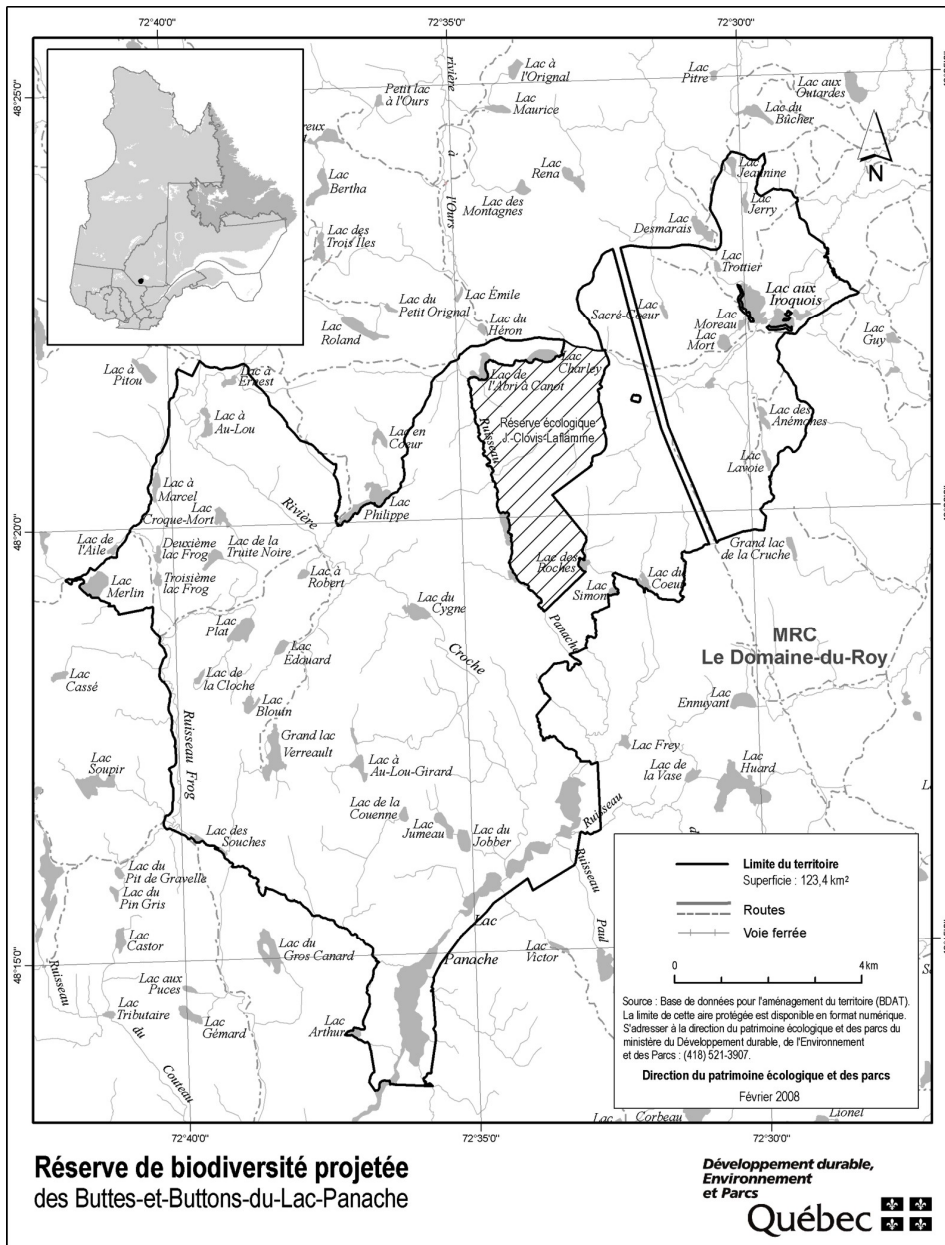 72°40'0"
72°35'0"
72°30'0"
48°25'0"
48°20'0"
48°15'0"
N
rivière
à
l'Ours
Petit lac
à l'Ours
Lac à
l'Orignal
Lac
Maurice
Lac
Pitre
Lac aux
Outardes
Lac du
Bûcher
Lac
Bertha
Lac
Rena
Lac des
Montagnes
Lac
Jeannine
Lac
Jerry
Lac
Desmarais
Lac des
Trois Iles
Lac
Trottier
Lac Émile
Lac du
Petit Orignal
Lac
Roland
Lac du
Héron
Lac
Sacré-Coeur
Lac aux
Iroquois
Lac
Moreau
Lac
Mort
Lac
Guy
Lac à
Pitou
Lac à
Ernest
Lac
Charley
Lac de
l'Abri à Canot
Lac à
Au-Lou
Lac en
Coeur
Ruisseau
Réserve écologique
J.-Clovis-Laflamme
Lac des
Anémones
Lac
Lavoie
Lac à
Marcel
Lac
Croque-Mort
Rivière
Lac
Philippe
Lac de
l'Aile
Deuxième
lac Frog
Lac de la
Truite Noire
Grand lac
de la Cruche
Lac
Merlin
Troisième
lac Frog
Lac à
Robert
Lac des
Roches
Lac
Simon
Lac du
Coeur
Lac du
Cygne
Panache
Lac
Plat
Lac
Edouard
Croche
MRC
Le Domaine-du-Roy
Lac
Cassé
Lac de
la Cloche
Lac
Blouin
Lac
Ennuyant
Ruisseau Frog
Grand lac
Verreault
Lac à
Au-Lou-Girard
Lac Frey
Lac de
la Vase
Lac
Huard
Lac
Soupir
Lac de la
Couenne
Lac
Jumeau
Lac du
Jobber
Ruisseau
Lac des
Souches
Ruisseau
Paul
Lac du
Pit de Gravelle
Lac du
Pin Gris
Lac
Castor
Lac du
Gros Canard
Lac
Panache
Lac
Victor
Ruisseau
du
Couteau
Lac aux
Puces
Lac
Tributaire
Lac
Gémard
Lac
Arthur
Corbeau
Lionel
Limite du territoire
Superficie : 123,4 km²
Routes
Voie ferrée
0
4 km
Source : Base de données pour l'aménagement du territoire (BDAT).
La limite de cette aire protégée est disponible en format numérique.
S'adresser à la direction du patrimoine écologique et des parcs du
ministère du Développement durable, de l'Environnement
et des Parcs : (418) 521-3907.
Direction du patrimoine écologique et des parcs
Février 2008
72°40'0"
72°35'0"
72°30'0"
Réserve de biodiversité projetée
des Buttes-et-Buttons-du-Lac-Panache
Développement durable,
Environnement
et Parcs
Québec